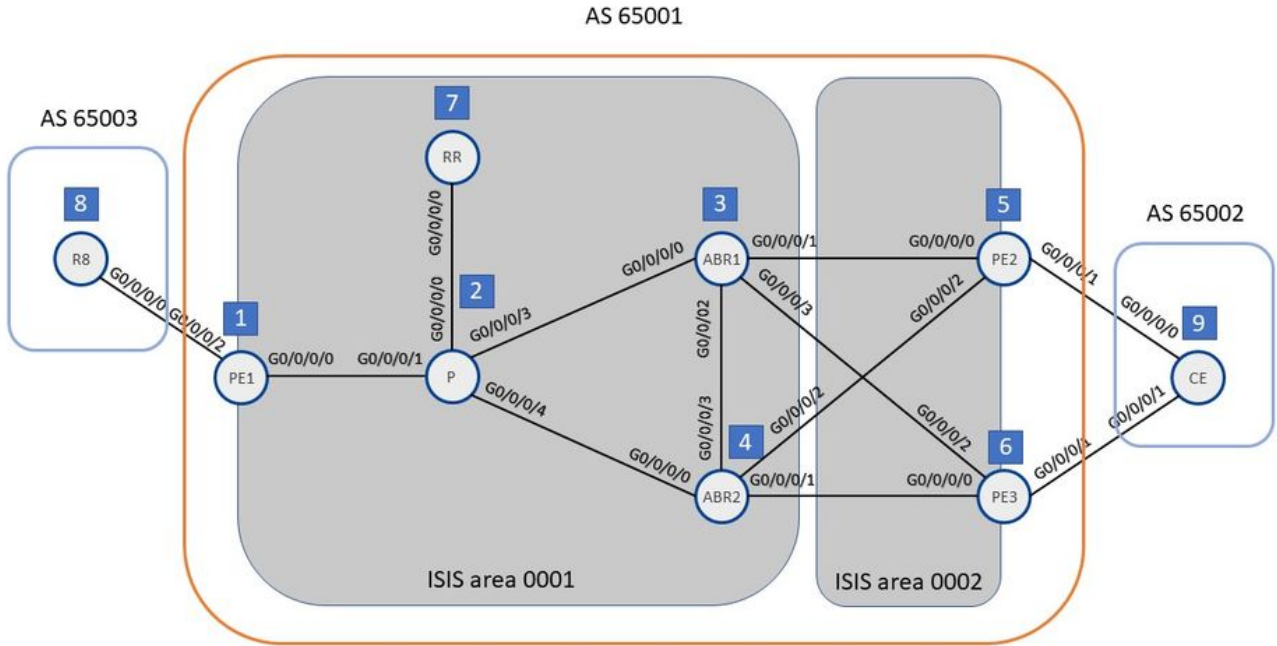 AS 65001
AS 65003
AS 65002
8
R8
G0/0/0/0
G0/0/0/2
1
PE1
G0/0/0/0
G0/0/0/1
7
RR
G0/0/0/0
G0/0/0/0
2
P
G0/0/0/3
G0/0/0/4
G0/0/0/0
3
ABR1
G0/0/0/1
G0/0/0/3
G0/0/0/02
G0/0/0/3
4
ABR2
G0/0/0/0
G0/0/0/2
G0/0/0/1
G0/0/0/0
5
PE2
G0/0/0/2
G0/0/0/1
G0/0/0/2
6
PE3
G0/0/0/0
G0/0/0/1
G0/0/0/0
9
CE
G0/0/0/1
ISIS area 0001
ISIS area 0002